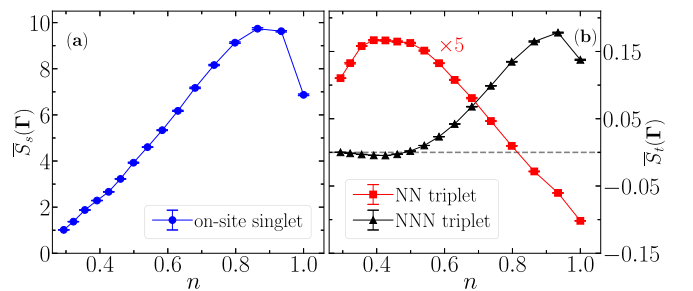 10
8
6
4
2
0
S̅ₛ(Γ)
(a)
on-site singlet
0.4
0.6
0.8
1.0
n
×5
(b)
NN triplet
NNN triplet
0.4
0.6
0.8
1.0
n
0.15
0.05
−0.05
−0.15
S̅ₜ(Γ)